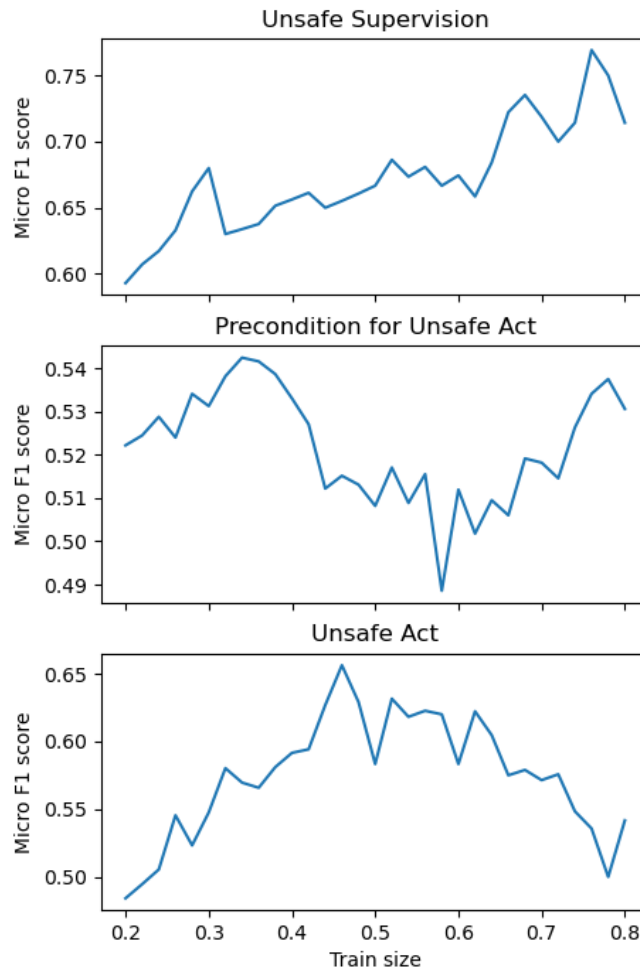 Unsafe Supervision
Micro F1 score
0.75
0.70
0.65
0.60
Precondition for Unsafe Act
Micro F1 score
0.54
0.53
0.52
0.51
0.50
0.49
Unsafe Act
Micro F1 score
0.65
0.60
0.55
0.50
0.2 0.3 0.4 0.5 0.6 0.7 0.8
Train size